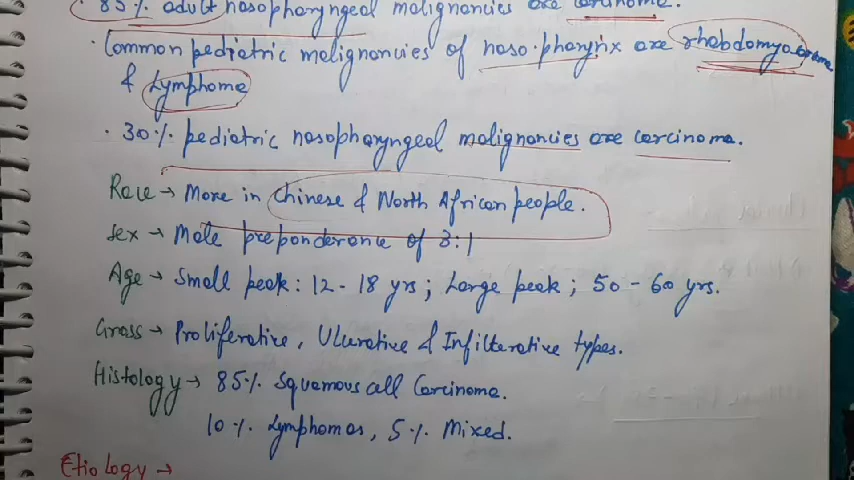 · 85% adult nasopharyngeal malignancies are carcinoma.
· Common pediatric malignancies of naso-pharynx are rhabdomyosarcoma
& Lymphoma
· 30% pediatric nasopharyngeal malignancies are carcinoma.
Race → More in Chinese & North African people.
Sex → Male preponderance of 3:1
Age → Small peak: 12 - 18 yrs; Large peak; 50 - 60 yrs.
Gross → Proliferative, Ulcerative & Infilterative types.
Histology → 85% Squamous cell Carcinoma.
10% Lymphomas, 5% Mixed.
Etiology →